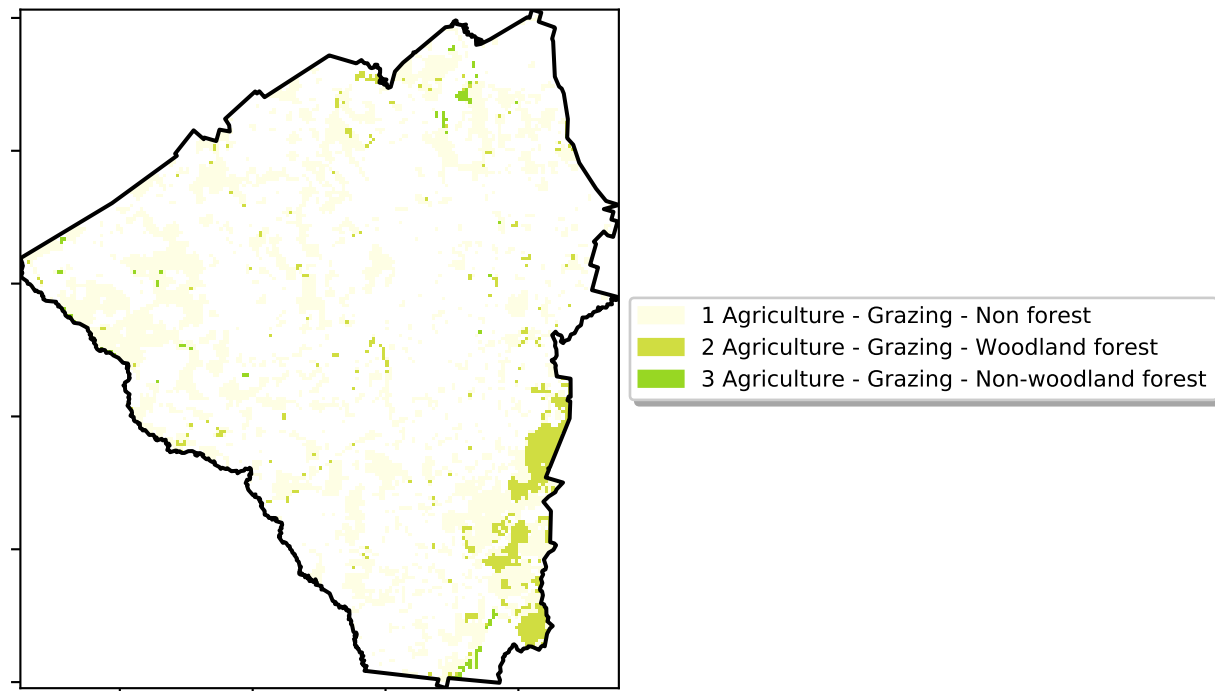 1 Agriculture - Grazing - Non forest
2 Agriculture - Grazing - Woodland forest
3 Agriculture - Grazing - Non-woodland forest